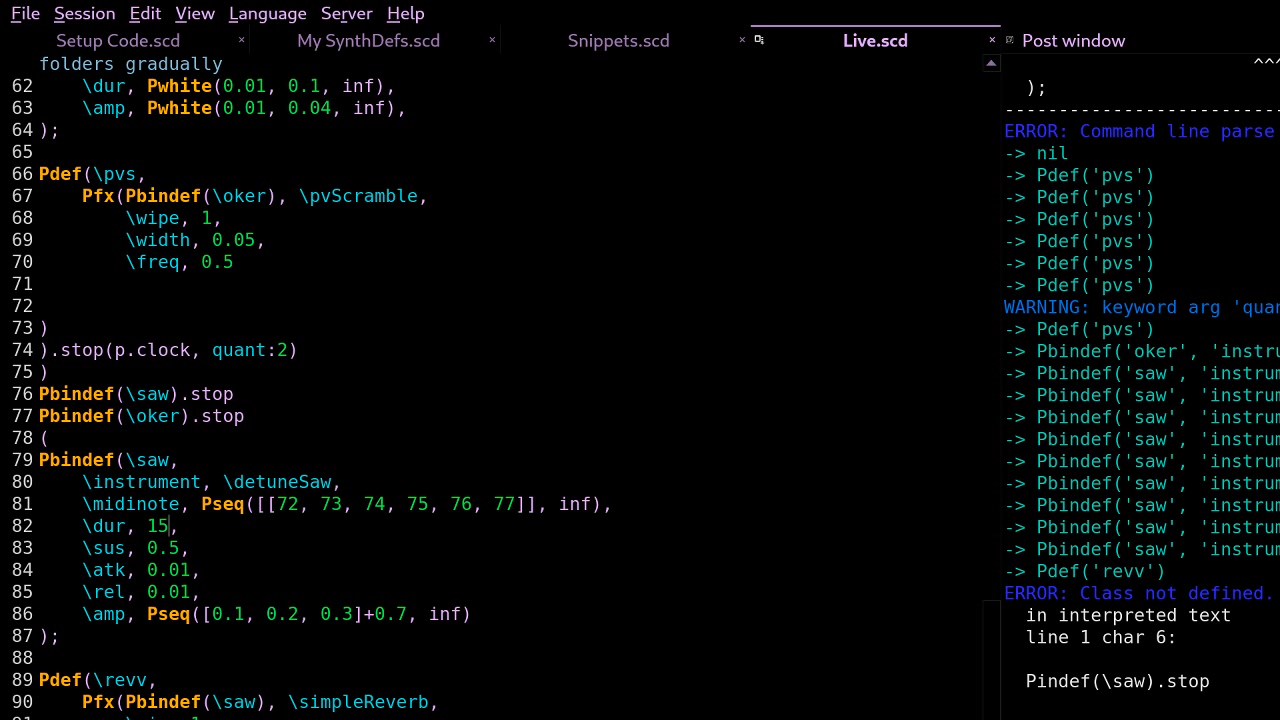 File Session Edit View Language Server Help
Setup Code.scd × My SynthDefs.scd × Snippets.scd × Live.scd × Post window
folders gradually
62     \dur, Pwhite(0.01, 0.1, inf),
63     \amp, Pwhite(0.01, 0.04, inf),
64 );
65
66 Pdef(\pvs,
67     Pfx(Pbindef(\oker), \pvScramble,
68         \wipe, 1,
69         \width, 0.05,
70         \freq, 0.5
71
72
73 )
74 ).stop(p.clock, quant:2)
75 )
76 Pbindef(\saw).stop
77 Pbindef(\oker).stop
78 (
79 Pbindef(\saw,
80     \instrument, \detuneSaw,
81     \midinote, Pseq([[72, 73, 74, 75, 76, 77]], inf),
82     \dur, 15,
83     \sus, 0.5,
84     \atk, 0.01,
85     \rel, 0.01,
86     \amp, Pseq([0.1, 0.2, 0.3]+0.7, inf)
87 );
88
89 Pdef(\revv,
90     Pfx(Pbindef(\saw), \simpleReverb,
^^^
  );
--------------------------
ERROR: Command line parse
-> nil
-> Pdef('pvs')
-> Pdef('pvs')
-> Pdef('pvs')
-> Pdef('pvs')
-> Pdef('pvs')
-> Pdef('pvs')
WARNING: keyword arg 'quan
-> Pdef('pvs')
-> Pbindef('oker', 'instru
-> Pbindef('saw', 'instrum
-> Pbindef('saw', 'instrum
-> Pbindef('saw', 'instrum
-> Pbindef('saw', 'instrum
-> Pbindef('saw', 'instrum
-> Pbindef('saw', 'instrum
-> Pbindef('saw', 'instrum
-> Pbindef('saw', 'instrum
-> Pbindef('saw', 'instrum
-> Pdef('revv')
ERROR: Class not defined.
  in interpreted text
  line 1 char 6:

  Pindef(\saw).stop